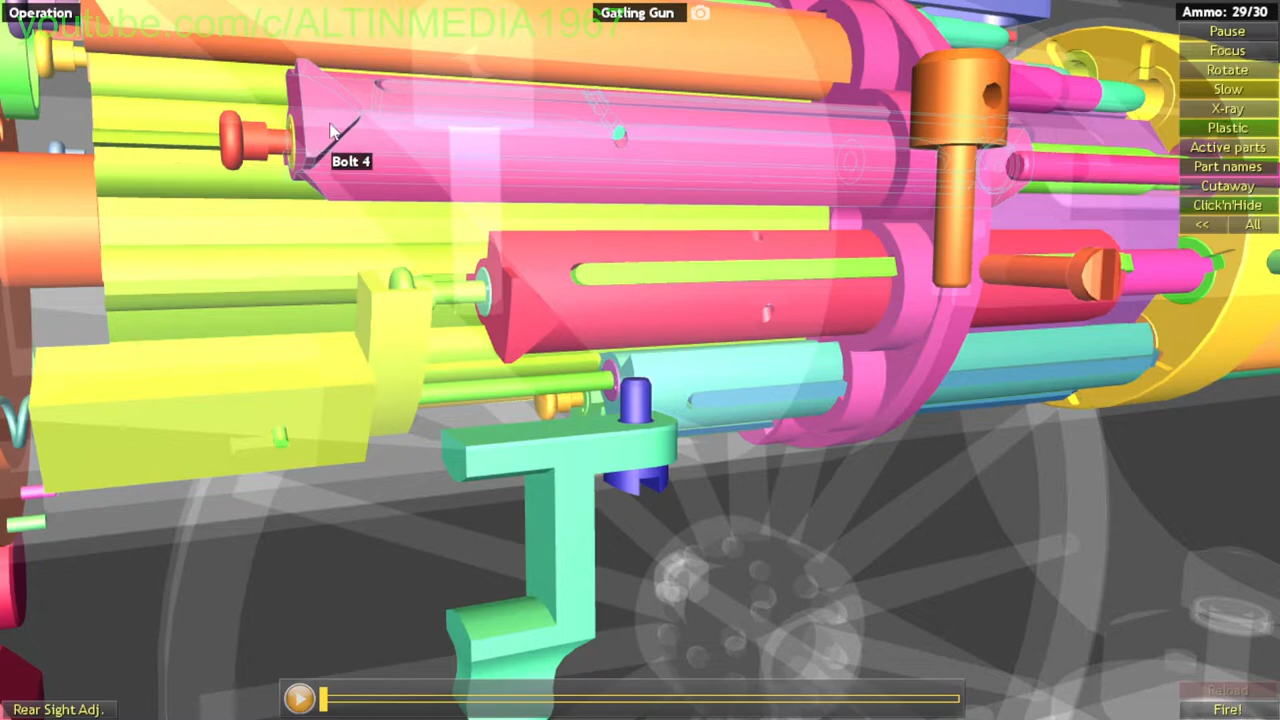 Operation
Gatling Gun
Ammo: 29/30
youtube.com/c/ALTINMEDIA1967
Pause
Focus
Rotate
Slow
X-ray
Plastic
Active parts
Part names
Cutaway
Click'n'Hide
<< All
Bolt 4
Rear Sight Adj.
Reload
Fire!